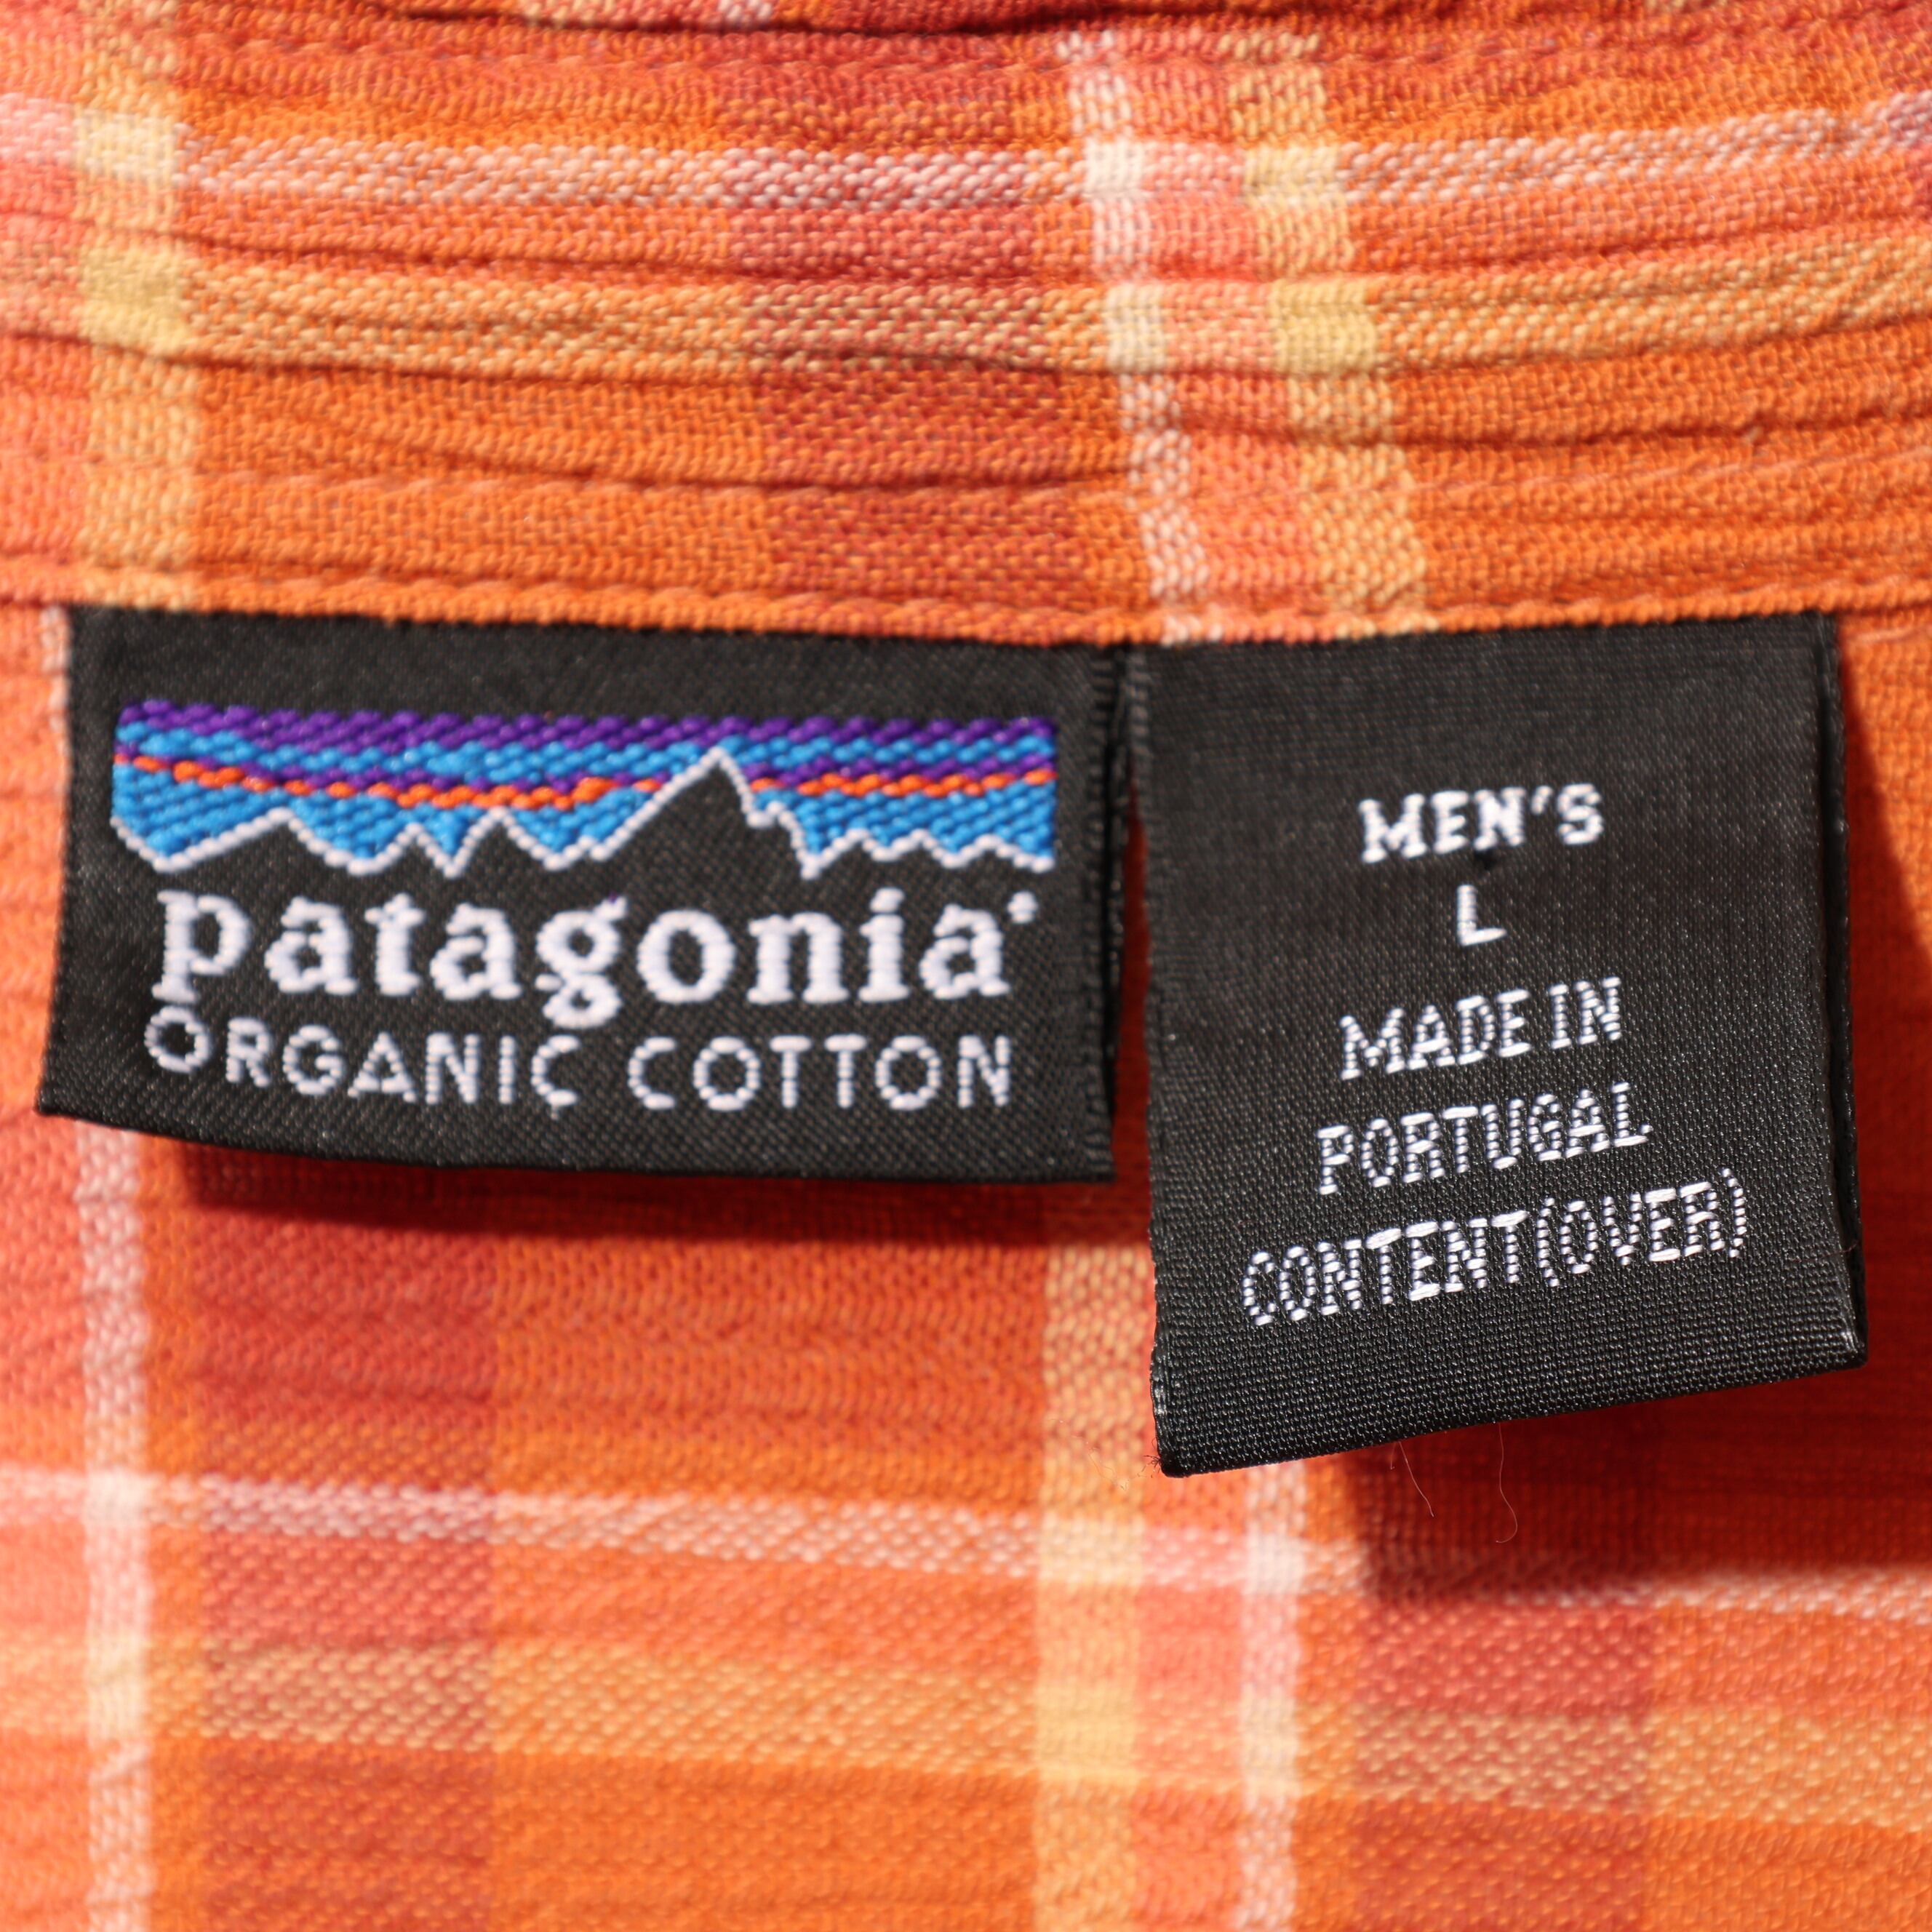 patagonia®
ORGANIC COTTON
MEN'S
L
MADE IN
PORTUGAL
CONTENT(OVER)